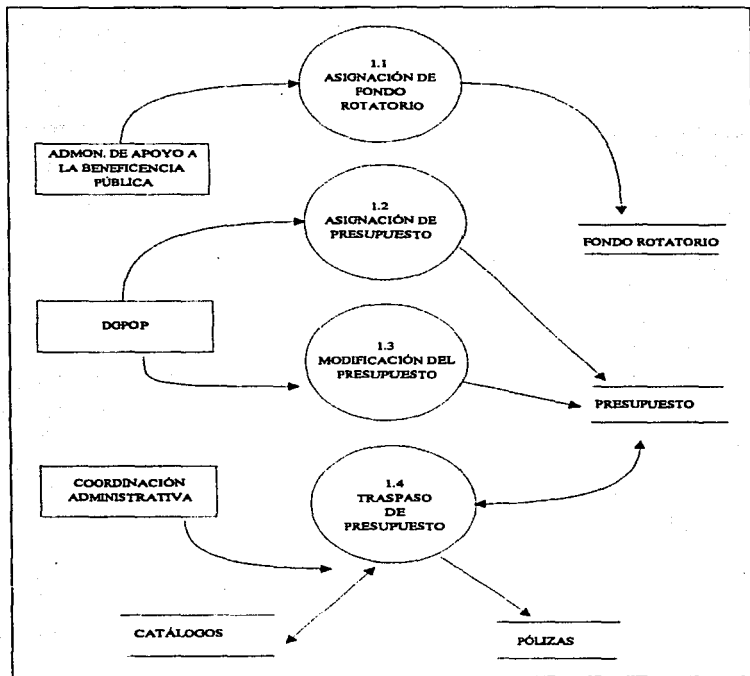 1.1
ASIGNACIÓN DE
FONDO
ROTATORIO
ADMON. DE APOYO A
LA BENEFICENCIA
PÚBLICA
1.2
ASIGNACIÓN DE
PRESUPUESTO
FONDO ROTATORIO
DGPOP
1.3
MODIFICACIÓN DEL
PRESUPUESTO
PRESUPUESTO
COORDINACIÓN
ADMINISTRATIVA
1.4
TRASPASO
DE
PRESUPUESTO
CATÁLOGOS
PÓLIZAS